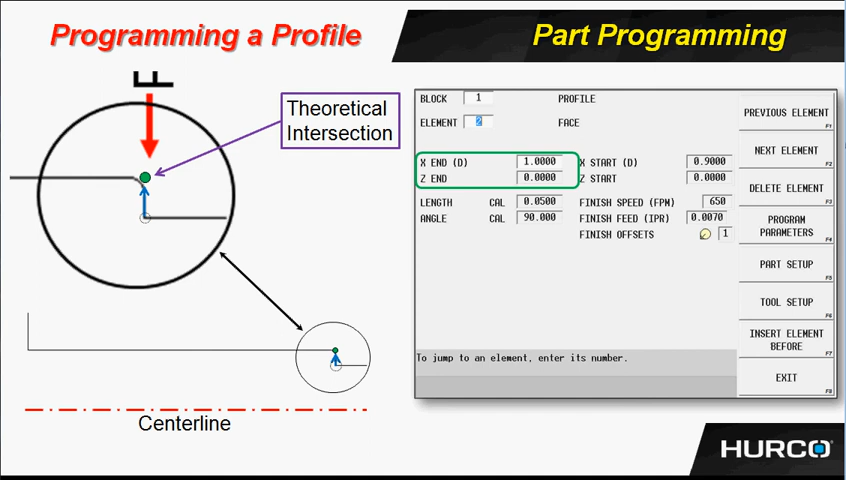 Programming a Profile
Part Programming
F
Theoretical
Intersection
Centerline
BLOCK 1 PROFILE
ELEMENT 2 FACE
X END (D) 1.0000 X START (D) 0.9000
Z END 0.0000 Z START 0.0000
LENGTH CAL 0.0500 FINISH SPEED (FPM) 650
ANGLE CAL 90.000 FINISH FEED (IPR) 0.0070
FINISH OFFSETS 1
To jump to an element, enter its number.
PREVIOUS ELEMENT
F1
NEXT ELEMENT
F2
DELETE ELEMENT
F3
PROGRAM
PARAMETERS
F4
PART SETUP
F5
TOOL SETUP
F6
INSERT ELEMENT
BEFORE
F7
EXIT
F8
HURCO